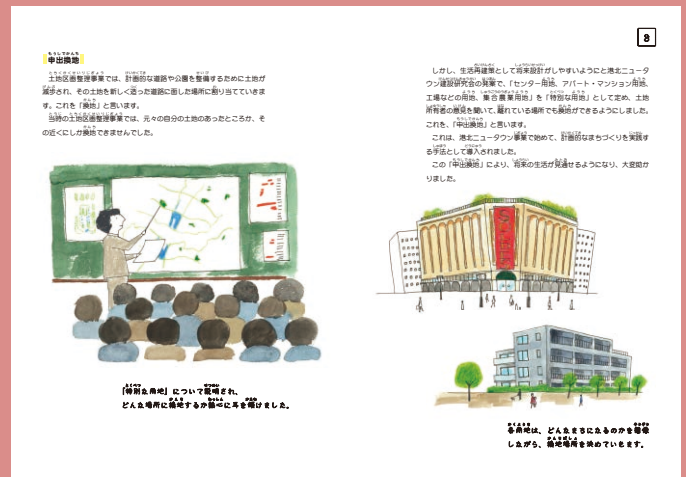 申出換地
土地区画整理事業では、計画的な道路や公園を整備するために土地が
減歩され、その土地を新しく造った道路に面した場所に割り当てていきま
す。これを「換地」と言います。
当時の土地区画整理事業では、元々の自分の土地のあったところか、そ
の近くにしか換地できませんでした。
「特別な用地」について説明され、
どんな場所に換地するか熱心に耳を傾けました。
8
しかし、生活再建策として将来設計がしやすいようにと港北ニュータ
ウン建設研究会の発案で、「センター用地、アパート・マンション用地、
工場などの用地、集合農業用地」を「特別な用地」として定め、土地
所有者の意見を聴いて、離れている場所でも換地ができるようにしました。
これを、「申出換地」と言います。
これは、港北ニュータウン事業で始めて、計画的なまちづくりを実践す
る手法として導入されました。
この「申出換地」により、将来の生活が見通せるようになり、大変助か
りました。
各用地は、どんなまちになるのかを想像
しながら、換地場所を決めていきます。